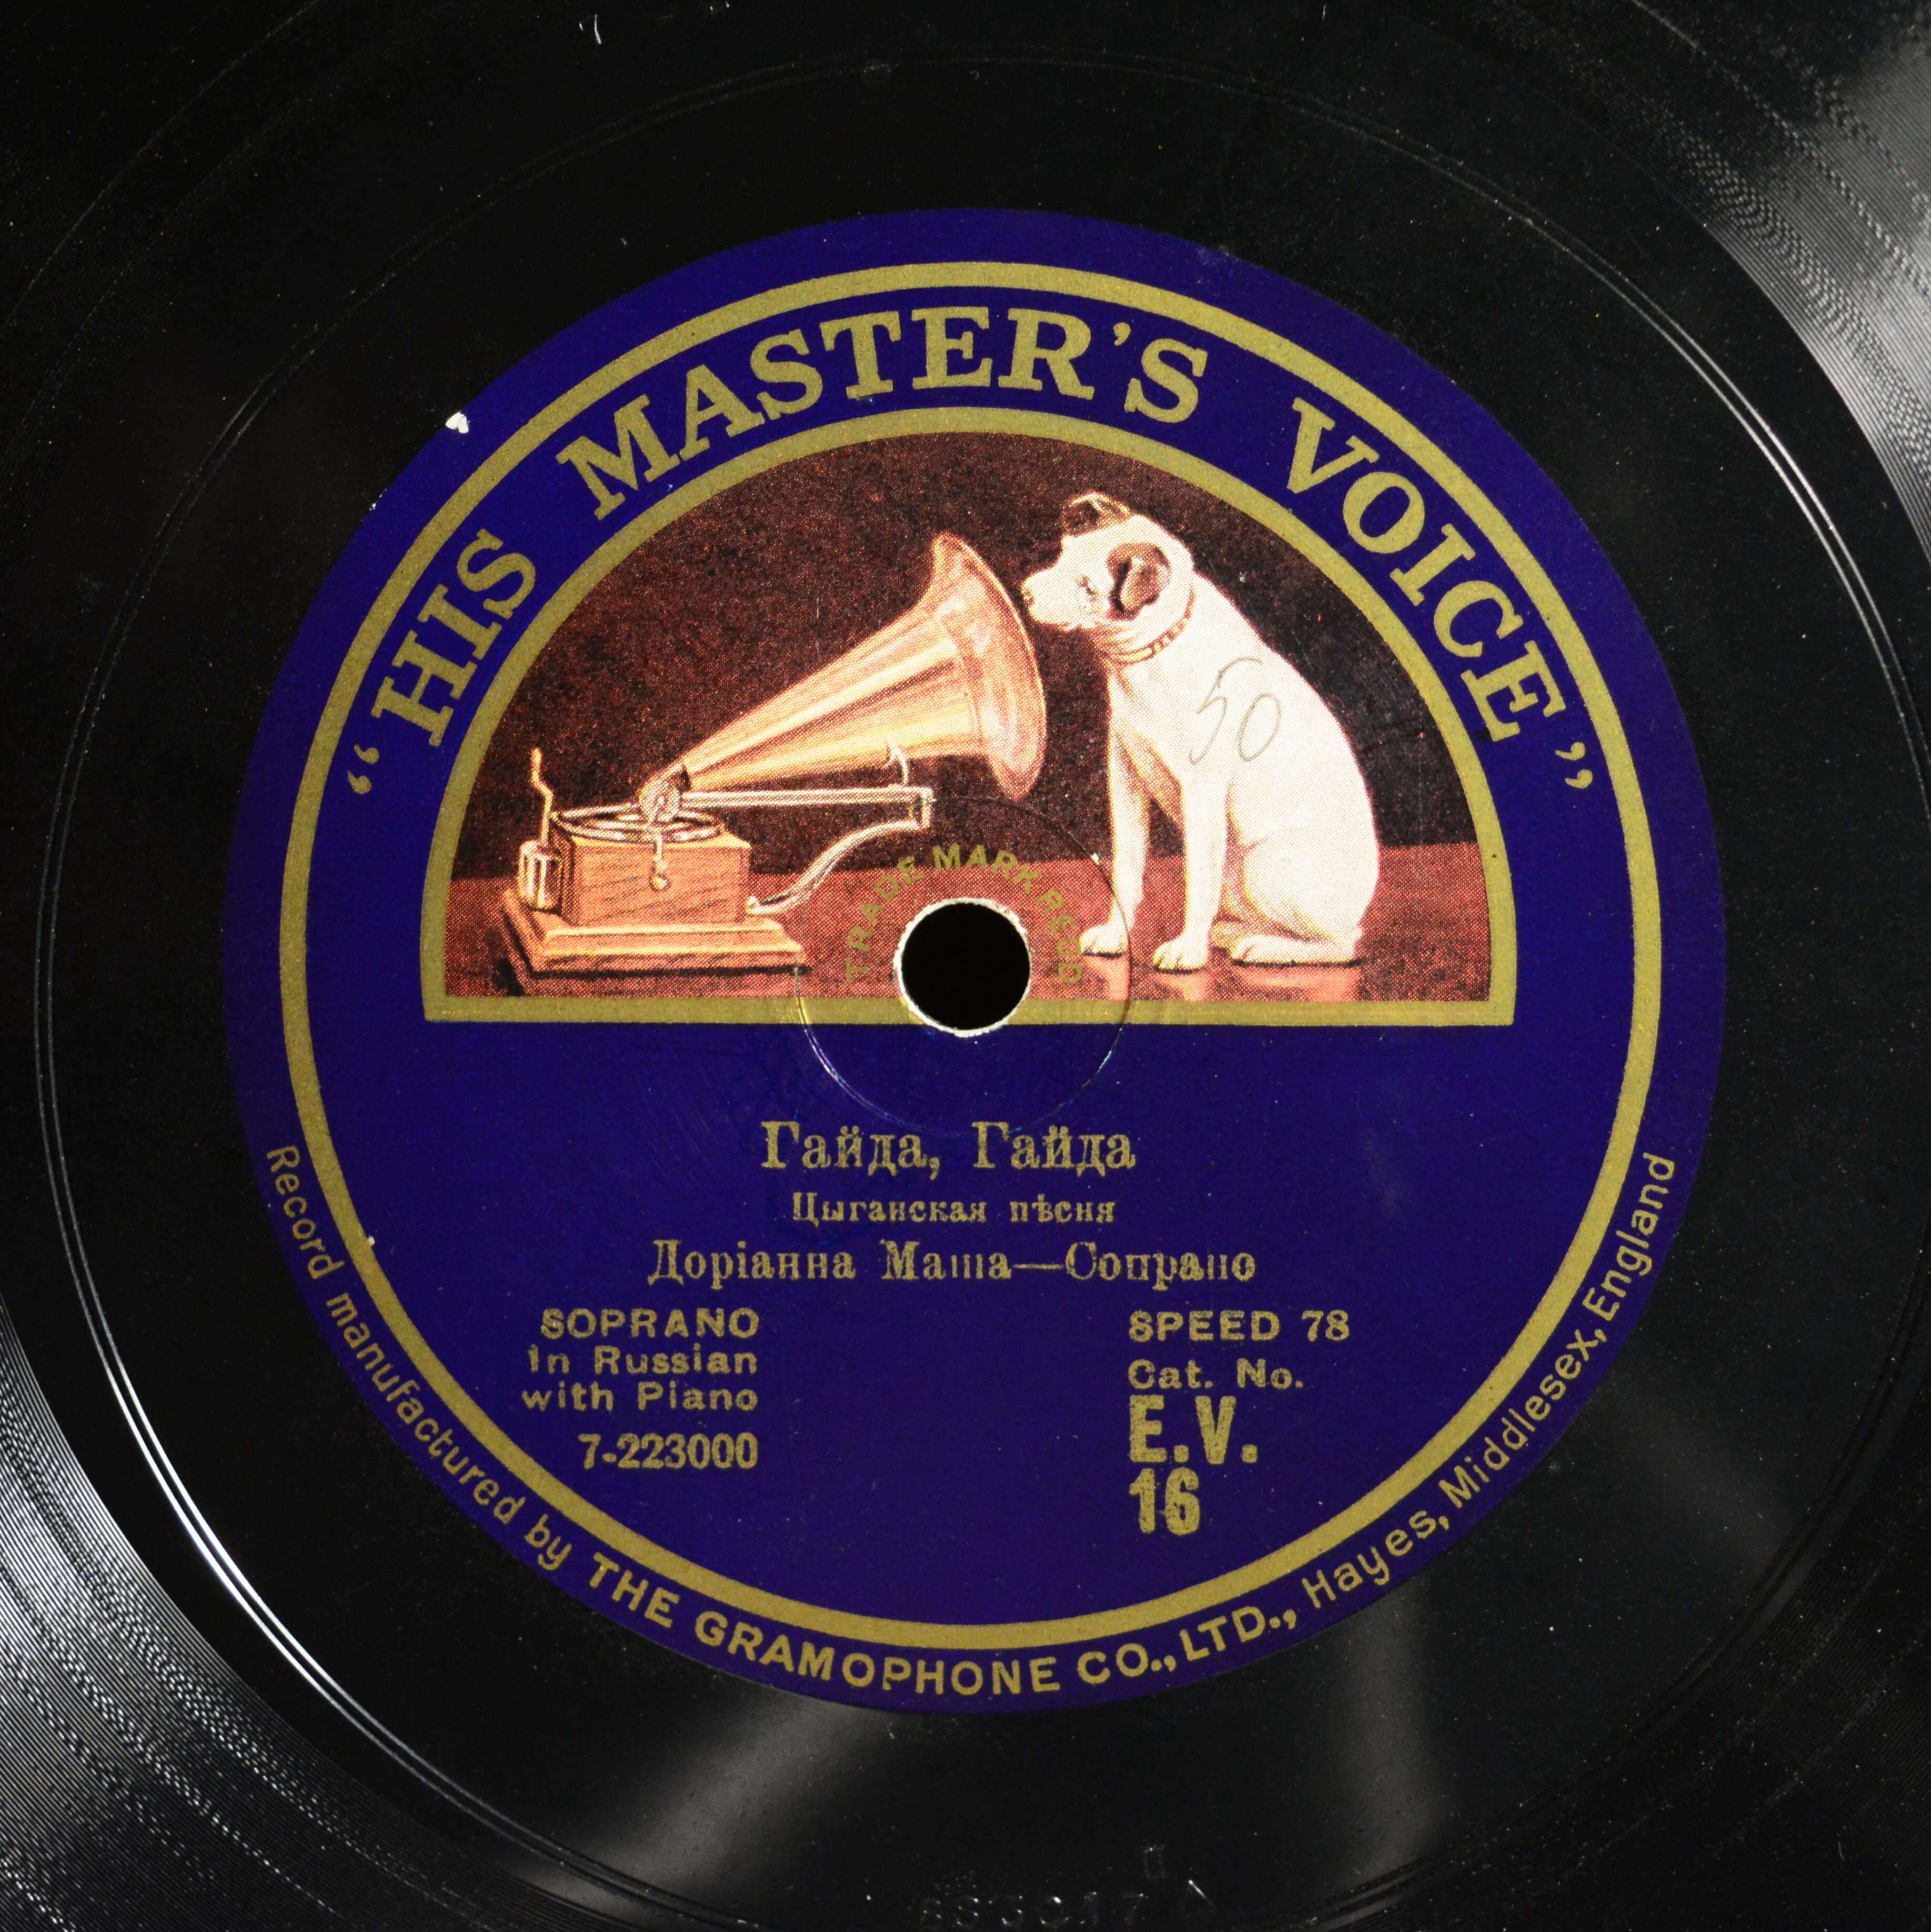 “HIS MASTER'S VOICE”
50
TRADE MARK REGD
Гайда, Гайда
Цыганская пѣсня
Доріанна Маша—Сопрано
SOPRANO
In Russian
with Piano
7-223000
SPEED 78
Cat. No.
E.V.
16
Record manufactured by THE GRAMOPHONE CO., LTD., Hayes, Middlesex, England